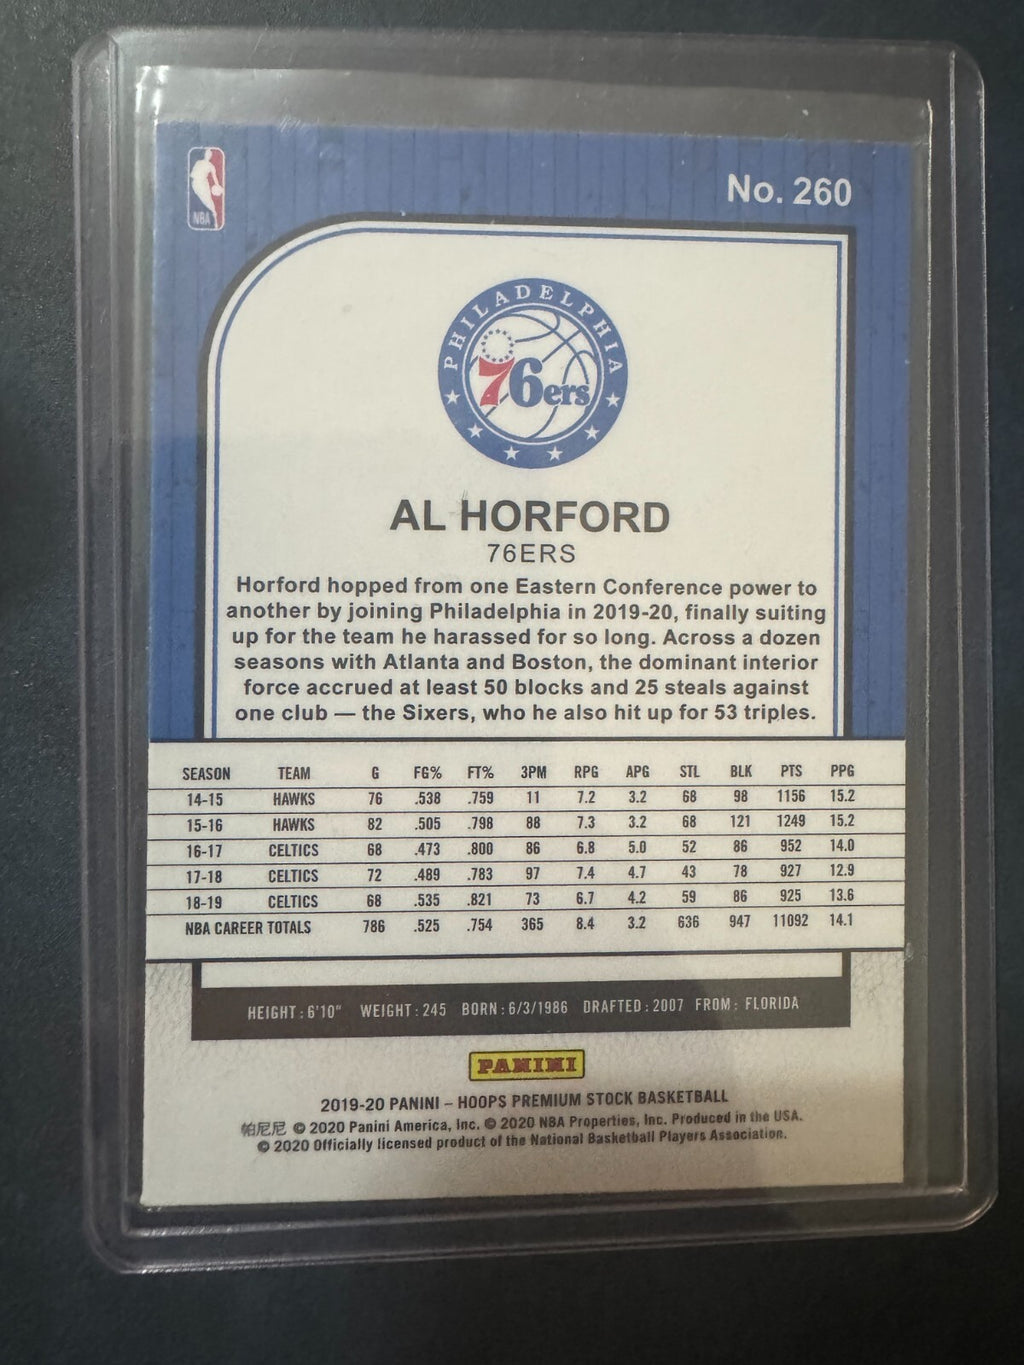 NBA
No. 260
PHILADELPHIA
76ers
AL HORFORD
76ERS
Horford hopped from one Eastern Conference power to
another by joining Philadelphia in 2019-20, finally suiting
up for the team he harassed for so long. Across a dozen
seasons with Atlanta and Boston, the dominant interior
force accrued at least 50 blocks and 25 steals against
one club — the Sixers, who he also hit up for 53 triples.
SEASON TEAM G FG% FT% 3PM RPG APG STL BLK PTS PPG
14-15 HAWKS 76 .538 .759 11 7.2 3.2 68 98 1156 15.2
15-16 HAWKS 82 .505 .798 88 7.3 3.2 68 121 1249 15.2
16-17 CELTICS 68 .473 .800 86 6.8 5.0 52 86 952 14.0
17-18 CELTICS 72 .489 .783 97 7.4 4.7 43 78 927 12.9
18-19 CELTICS 68 .535 .821 73 6.7 4.2 59 86 925 13.6
NBA CAREER TOTALS 786 .525 .754 365 8.4 3.2 636 947 11092 14.1
HEIGHT: 6'10" WEIGHT: 245 BORN: 6/3/1986 DRAFTED: 2007 FROM: FLORIDA
PANINI
2019-20 PANINI – HOOPS PREMIUM STOCK BASKETBALL
帕尼尼 © 2020 Panini America, Inc. © 2020 NBA Properties, Inc. Produced in the USA.
© 2020 Officially licensed product of the National Basketball Players Association.